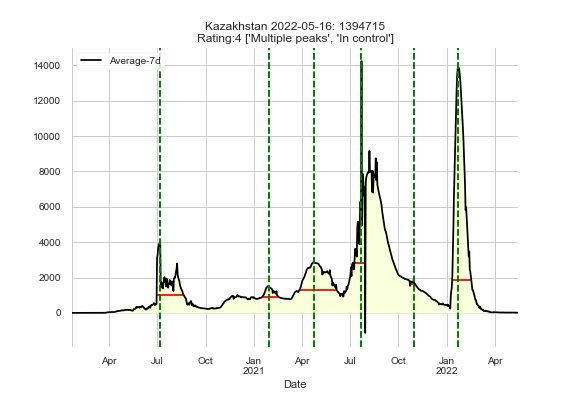 Kazakhstan 2022-05-16: 1394715
Rating:4 ['Multiple peaks', 'In control']
Average-7d
14000
12000
10000
8000
6000
4000
2000
0
Apr Jul Oct Jan Apr Jul Oct Jan Apr
2021 2022
Date